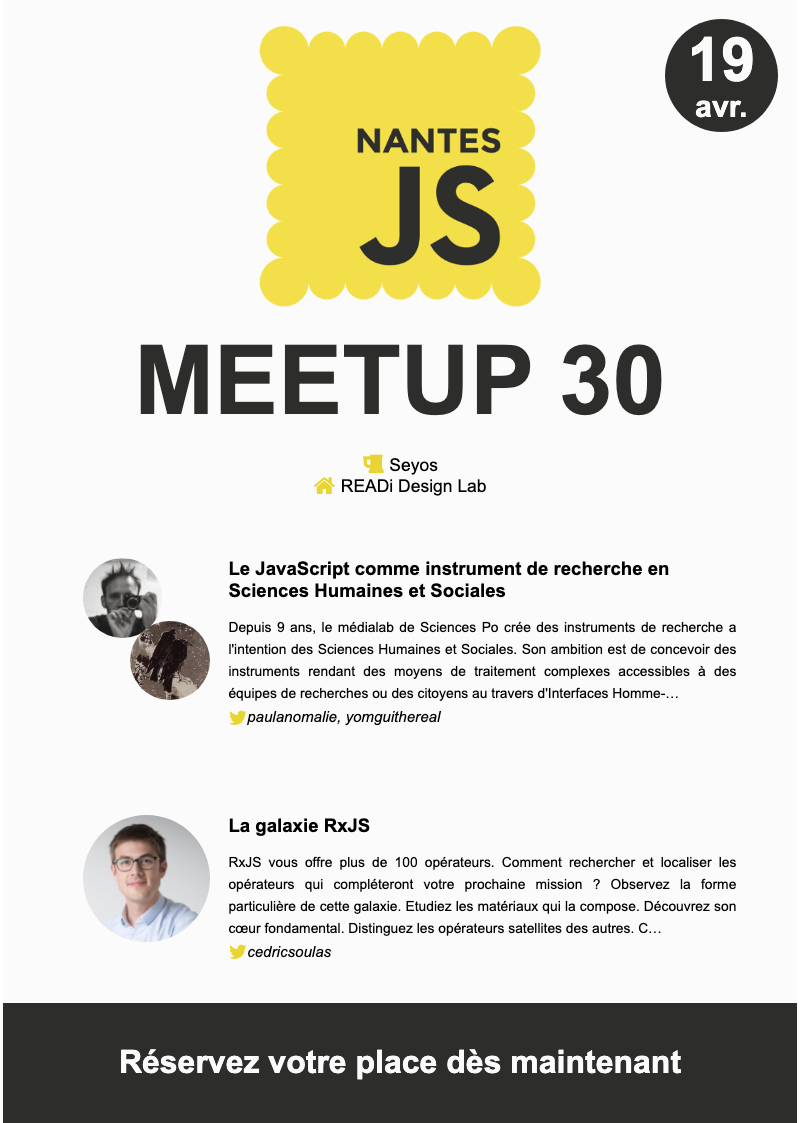 19
avr.
NANTES
JS
MEETUP 30
Seyos
READi Design Lab
Le JavaScript comme instrument de recherche en
Sciences Humaines et Sociales
Depuis 9 ans, le médialab de Sciences Po crée des instruments de recherche a
l'intention des Sciences Humaines et Sociales. Son ambition est de concevoir des
instruments rendant des moyens de traitement complexes accessibles à des
équipes de recherches ou des citoyens au travers d'Interfaces Homme-…
paulanomalie, yomguithereal
La galaxie RxJS
RxJS vous offre plus de 100 opérateurs. Comment rechercher et localiser les
opérateurs qui compléteront votre prochaine mission ? Observez la forme
particulière de cette galaxie. Etudiez les matériaux qui la compose. Découvrez son
cœur fondamental. Distinguez les opérateurs satellites des autres. C…
cedricsoulas
Réservez votre place dès maintenant